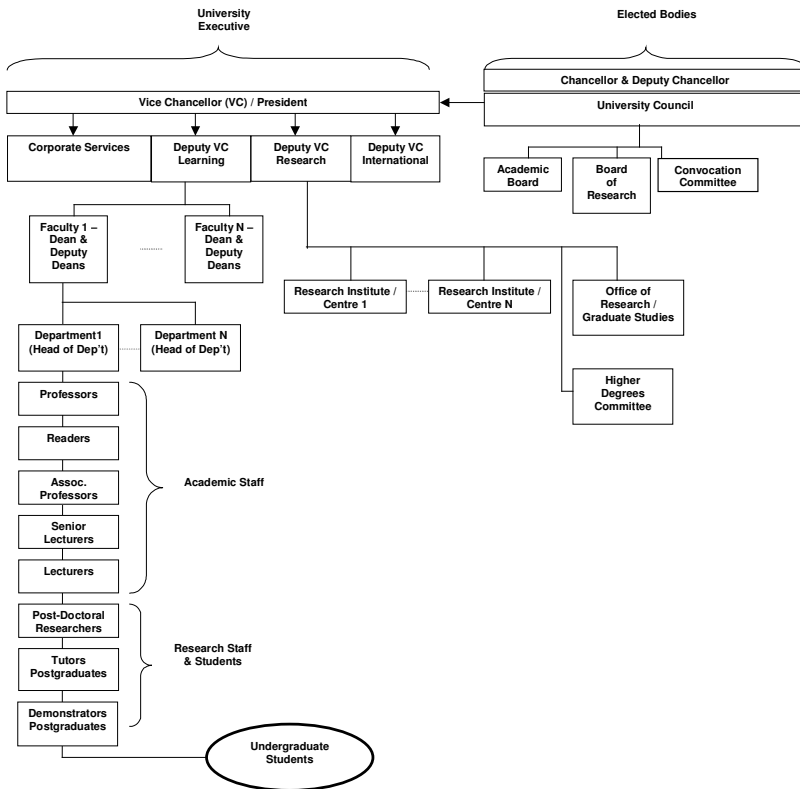 University
Executive
Elected Bodies
Chancellor & Deputy Chancellor
Vice Chancellor (VC) / President
University Council
Corporate Services
Deputy VC
Learning
Deputy VC
Research
Deputy VC
International
Academic
Board
Board
of
Research
Convocation
Committee
Faculty 1 –
Dean &
Deputy
Deans
Faculty N –
Dean &
Deputy
Deans
Research Institute /
Centre 1
Research Institute /
Centre N
Office of
Research /
Graduate Studies
Department1
(Head of Dep't)
Department N
(Head of Dep't)
Higher
Degrees
Committee
Professors
Readers
Assoc.
Professors
Academic Staff
Senior
Lecturers
Lecturers
Post-Doctoral
Researchers
Research Staff
& Students
Tutors
Postgraduates
Demonstrators
Postgraduates
Undergraduate
Students